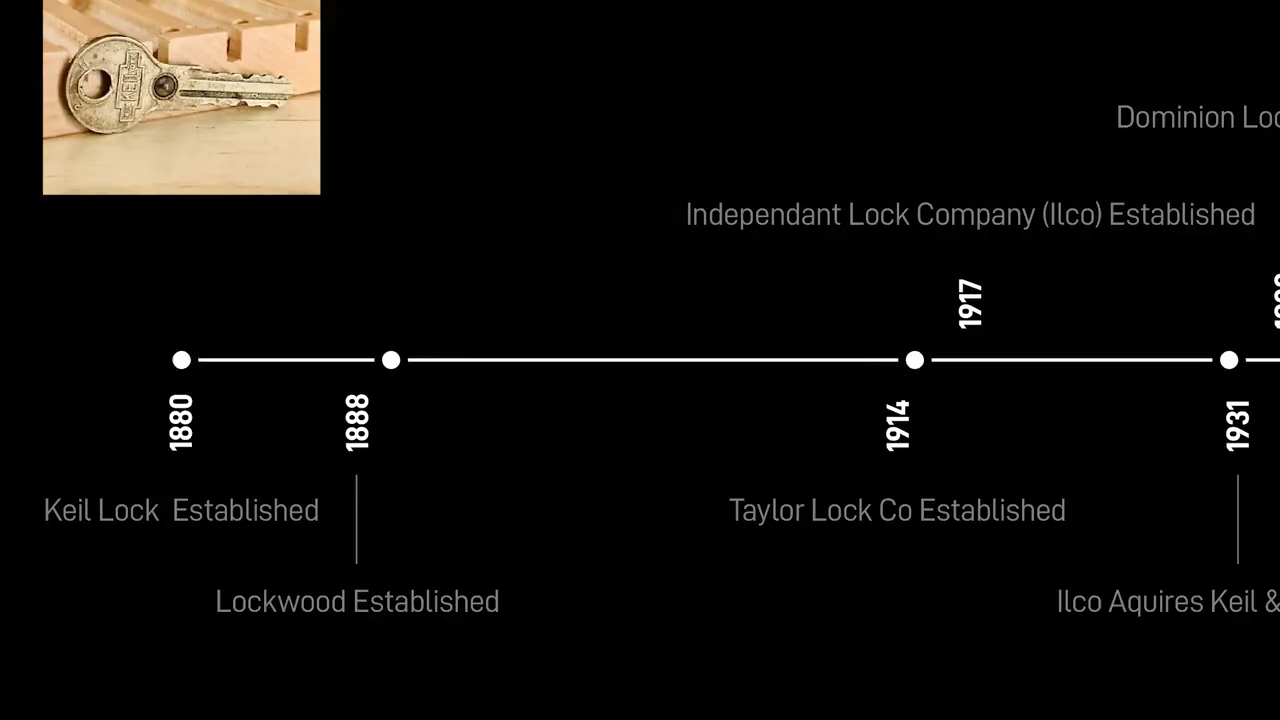 KEIL
Dominion
Independant Lock Company (Ilco) Established
1917
1880
1888
1914
1931
Keil Lock Established
Taylor Lock Co Established
Lockwood Established
Ilco Aquires Keil &